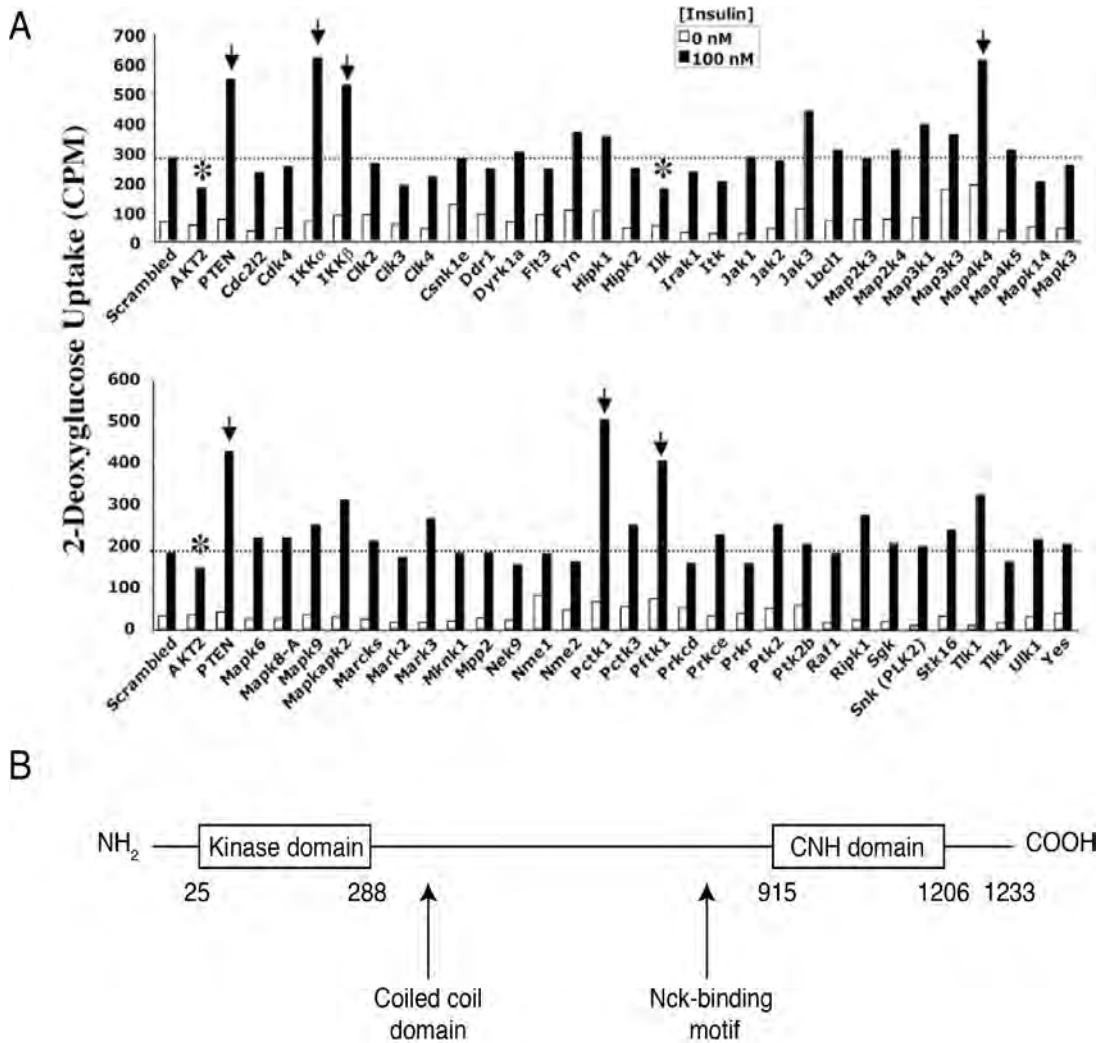 A
2-Deoxyglucose Uptake (CPM)
[Insulin]
0 nM
100 nM
700
600
500
400
300
200
100
0
*
*
Scrambled
AKT2
PTEN
Cdc2l2
Cdk4
IKKα
IKKβ
Clk2
Clk3
Clk4
Csnk1e
Ddr1
Dyrk1a
Flt3
Fyn
Hipk1
Hipk2
Ilk
Irak1
Itk
Jak1
Jak2
Jak3
Lbcl1
Map2k3
Map2k4
Map3k1
Map3k3
Map4k4
Map4k5
Mapk14
Mapk3
600
500
400
300
200
100
0
*
Scrambled
AKT2
PTEN
Mapk6
Mapk8-A
Mapk9
Mapkapk2
Marcks
Mark2
Mark3
Mrnk1
Mpp2
Nek9
Nme1
Nme2
Pctk1
Pctk3
Pftk1
Prkcd
Prkce
Prkr
Ptk2
Ptk2b
Raf1
Ripk1
Sgk
Snk (PLK2)
Stk16
Tlk1
Tlk2
Ulk1
Yes
B
NH2 Kinase domain CNH domain COOH
25 288 915 1206 1233
Coiled coil
domain
Nck-binding
motif